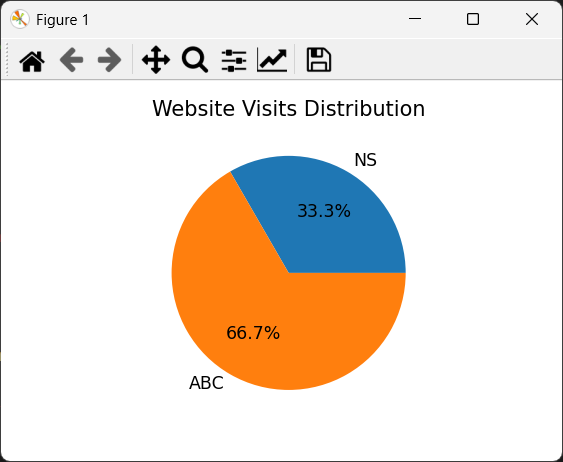 Figure 1
Website Visits Distribution
NS
33.3%
66.7%
ABC